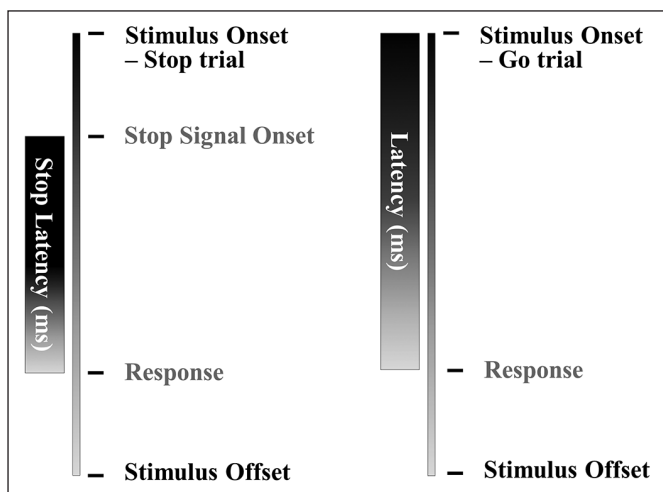 Stimulus Onset
– Stop trial
Stop Signal Onset
Stop Latency (ms)
Response
Stimulus Offset
Stimulus Onset
– Go trial
Latency (ms)
Response
Stimulus Offset